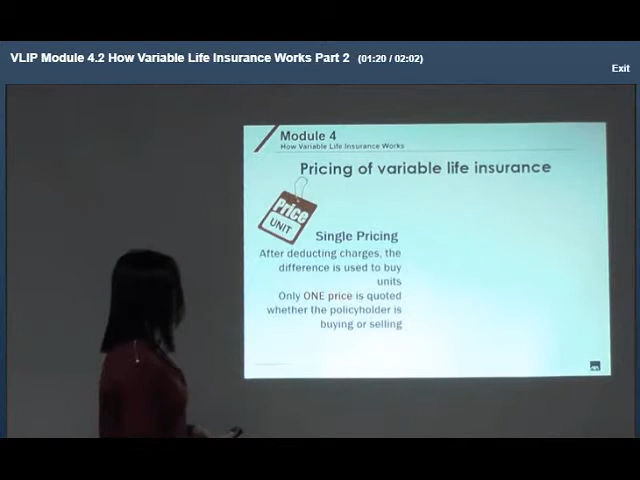 VLIP Module 4.2 How Variable Life Insurance Works Part 2 (01:20 / 02:02)
Exit
Module 4
How Variable Life Insurance Works
Pricing of variable life insurance
Price
UNIT
Single Pricing
After deducting charges, the
difference is used to buy
units
Only ONE price is quoted
whether the policyholder is
buying or selling